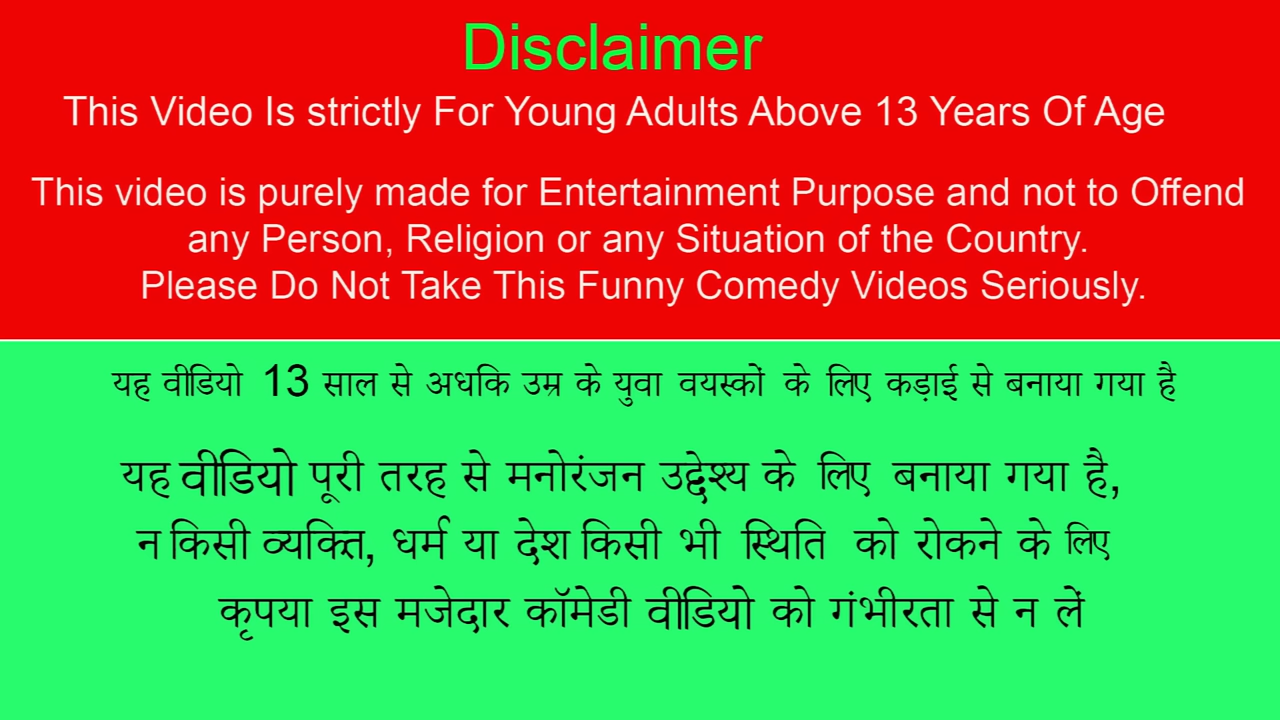 Disclaimer
This Video Is strictly For Young Adults Above 13 Years Of Age
This video is purely made for Entertainment Purpose and not to Offend
any Person, Religion or any Situation of the Country.
Please Do Not Take This Funny Comedy Videos Seriously.
यह वीडियो 13 साल से अधकि उम्र के युवा वयस्कों के लिए कड़ाई से बनाया गया है
यह वीडियो पूरी तरह से मनोरंजन उद्देश्य के लिए बनाया गया है,
न किसी व्यक्ति, धर्म या देश किसी भी स्थिति को रोकने के लिए
कृपया इस मजेदार कॉमेडी वीडियो को गंभीरता से न लें